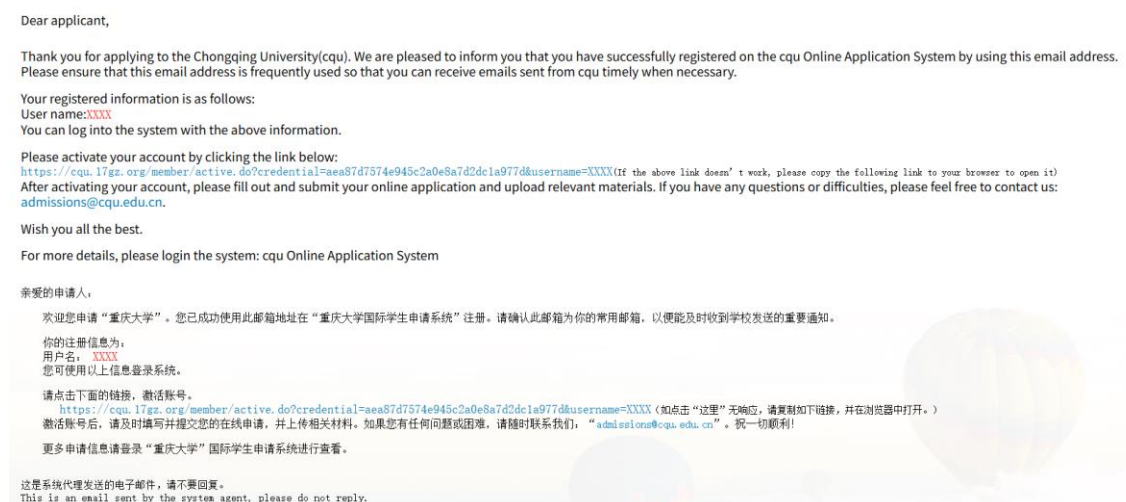 Dear applicant,
Thank you for applying to the Chongqing University(cqu). We are pleased to inform you that you have successfully registered on the cqu Online Application System by using this email address.
Please ensure that this email address is frequently used so that you can receive emails sent from cqu timely when necessary.
Your registered information is as follows:
User name:XXXX
You can log into the system with the above information.
Please activate your account by clicking the link below:
https://cqu.17gz.org/member/active.do?credential=aea87d7574e945c2a0e8a7d2dc1a977d&username=XXXX(If the above link doesn't work, please copy the following link to your browser to open it)
After activating your account, please fill out and submit your online application and upload relevant materials. If you have any questions or difficulties, please feel free to contact us:
admissions@cqu.edu.cn.
Wish you all the best.
For more details, please login the system: cqu Online Application System
亲爱的申请人，
欢迎您申请“重庆大学”。您已成功使用此邮箱地址在“重庆大学国际学生申请系统”注册。请确认此邮箱为你的常用邮箱，以便能及时收到学校发送的重要通知。
你的注册信息为：
用户名： XXXX
您可使用以上信息登录系统。
请点击下面的链接，激活账号。
https://cqu.17gz.org/member/active.do?credential=aea87d7574e945c2a0e8a7d2dc1a977d&username=XXXX（如点击“这里”无响应，请复制如下链接，并在浏览器中打开。）
激活账号后，请及时填写并提交您的在线申请，并上传相关材料。如果您有任何问题或困难，请随时联系我们，“admissions@cqu.edu.cn”。祝一切顺利！
更多申请信息请登录“重庆大学”国际学生申请系统进行查看。
这是系统代理发送的电子邮件，请不要回复。
This is an email sent by the system agent, please do not reply.